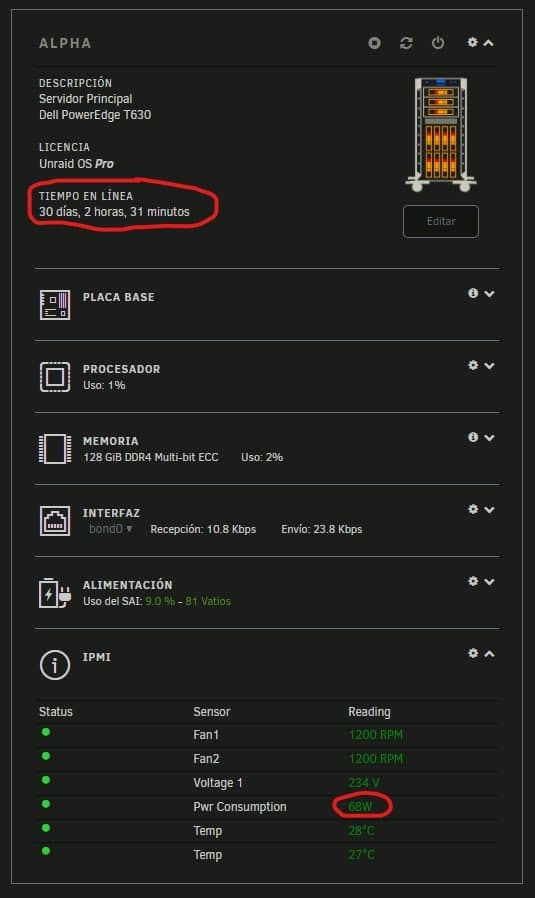 ALPHA
DESCRIPCIÓN
Servidor Principal
Dell PowerEdge T630
LICENCIA
Unraid OS Pro
TIEMPO EN LÍNEA
30 días, 2 horas, 31 minutos
Editar
PLACA BASE
PROCESADOR
Uso: 1%
MEMORIA
128 GiB DDR4 Multi-bit ECC Uso: 2%
INTERFAZ
bond0 Recepción: 10.8 Kbps Envío: 23.8 Kbps
ALIMENTACIÓN
Uso del SAI: 9.0 % - 81 Vatios
IPMI
Status Sensor Reading
Fan1 1200 RPM
Fan2 1200 RPM
Voltage 1 234 V
Pwr Consumption 68W
Temp 28°C
Temp 27°C